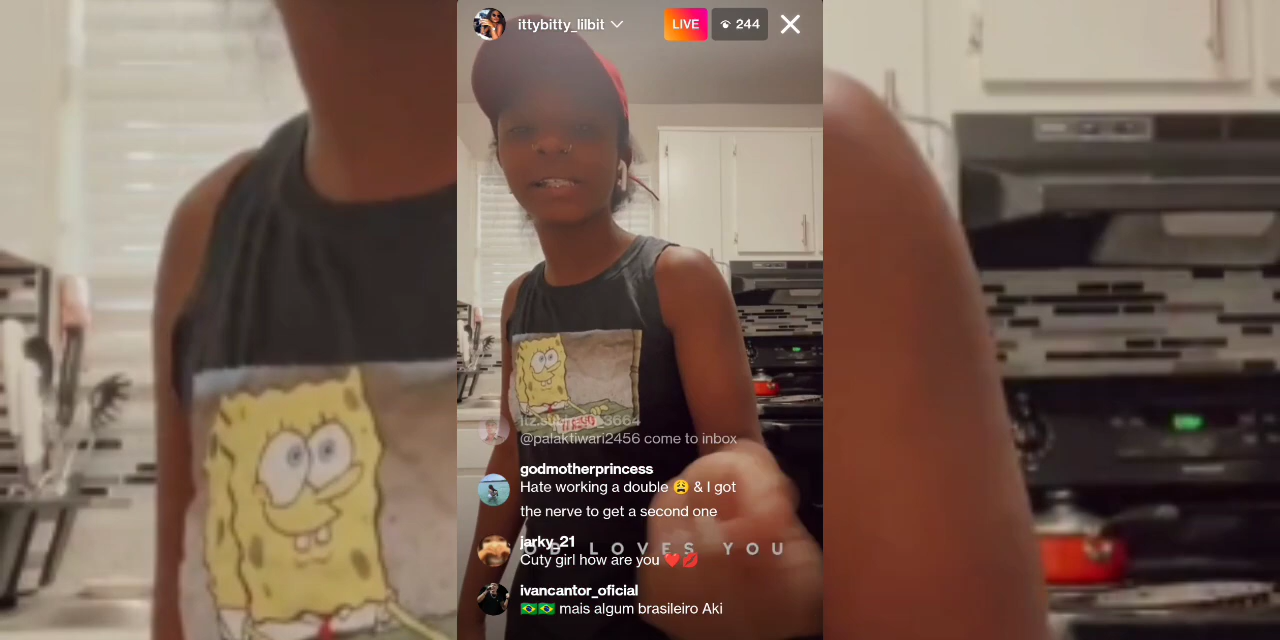 ittybitty_lilbit
LIVE
244
@palaktiwari2456 come to inbox
godmotherprincess
Hate working a double 😩 & I got
the nerve to get a second one
jarky_21
LOVES YOU
Cuty girl how are you ❤️💋
ivancantor_oficial
🇧🇷🇧🇷 mais algum brasileiro Aki